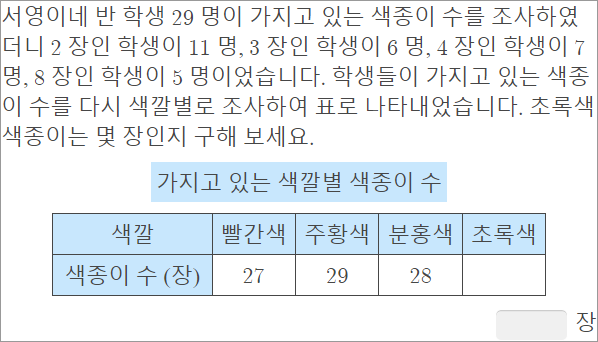 서영이네 반 학생 29 명이 가지고 있는 색종이 수를 조사하였
더니 2 장인 학생이 11 명, 3 장인 학생이 6 명, 4 장인 학생이 7
명, 8 장인 학생이 5 명이었습니다. 학생들이 가지고 있는 색종
이 수를 다시 색깔별로 조사하여 표로 나타내었습니다. 초록색
색종이는 몇 장인지 구해 보세요.
가지고 있는 색깔별 색종이 수
색깔 빨간색 주황색 분홍색 초록색
색종이 수 (장) 27 29 28
장